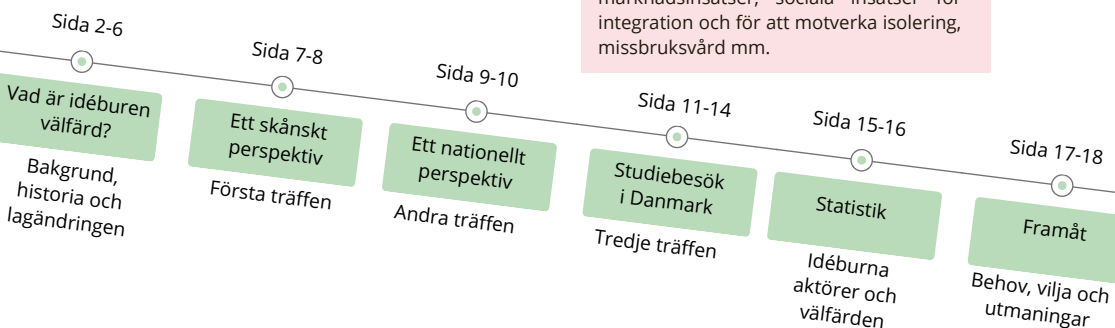 marknadsinsatser, sociala insatser för
integration och för att motverka isolering,
missbruksvård mm.
Sida 2-6
Vad är idéburen
välfärd?
Bakgrund,
historia och
lagändringen
Sida 7-8
Ett skånskt
perspektiv
Första träffen
Sida 9-10
Ett nationellt
perspektiv
Andra träffen
Sida 11-14
Studiebesök
i Danmark
Tredje träffen
Sida 15-16
Statistik
Idéburna
aktörer och
välfärden
Sida 17-18
Framåt
Behov, vilja och
utmaningar